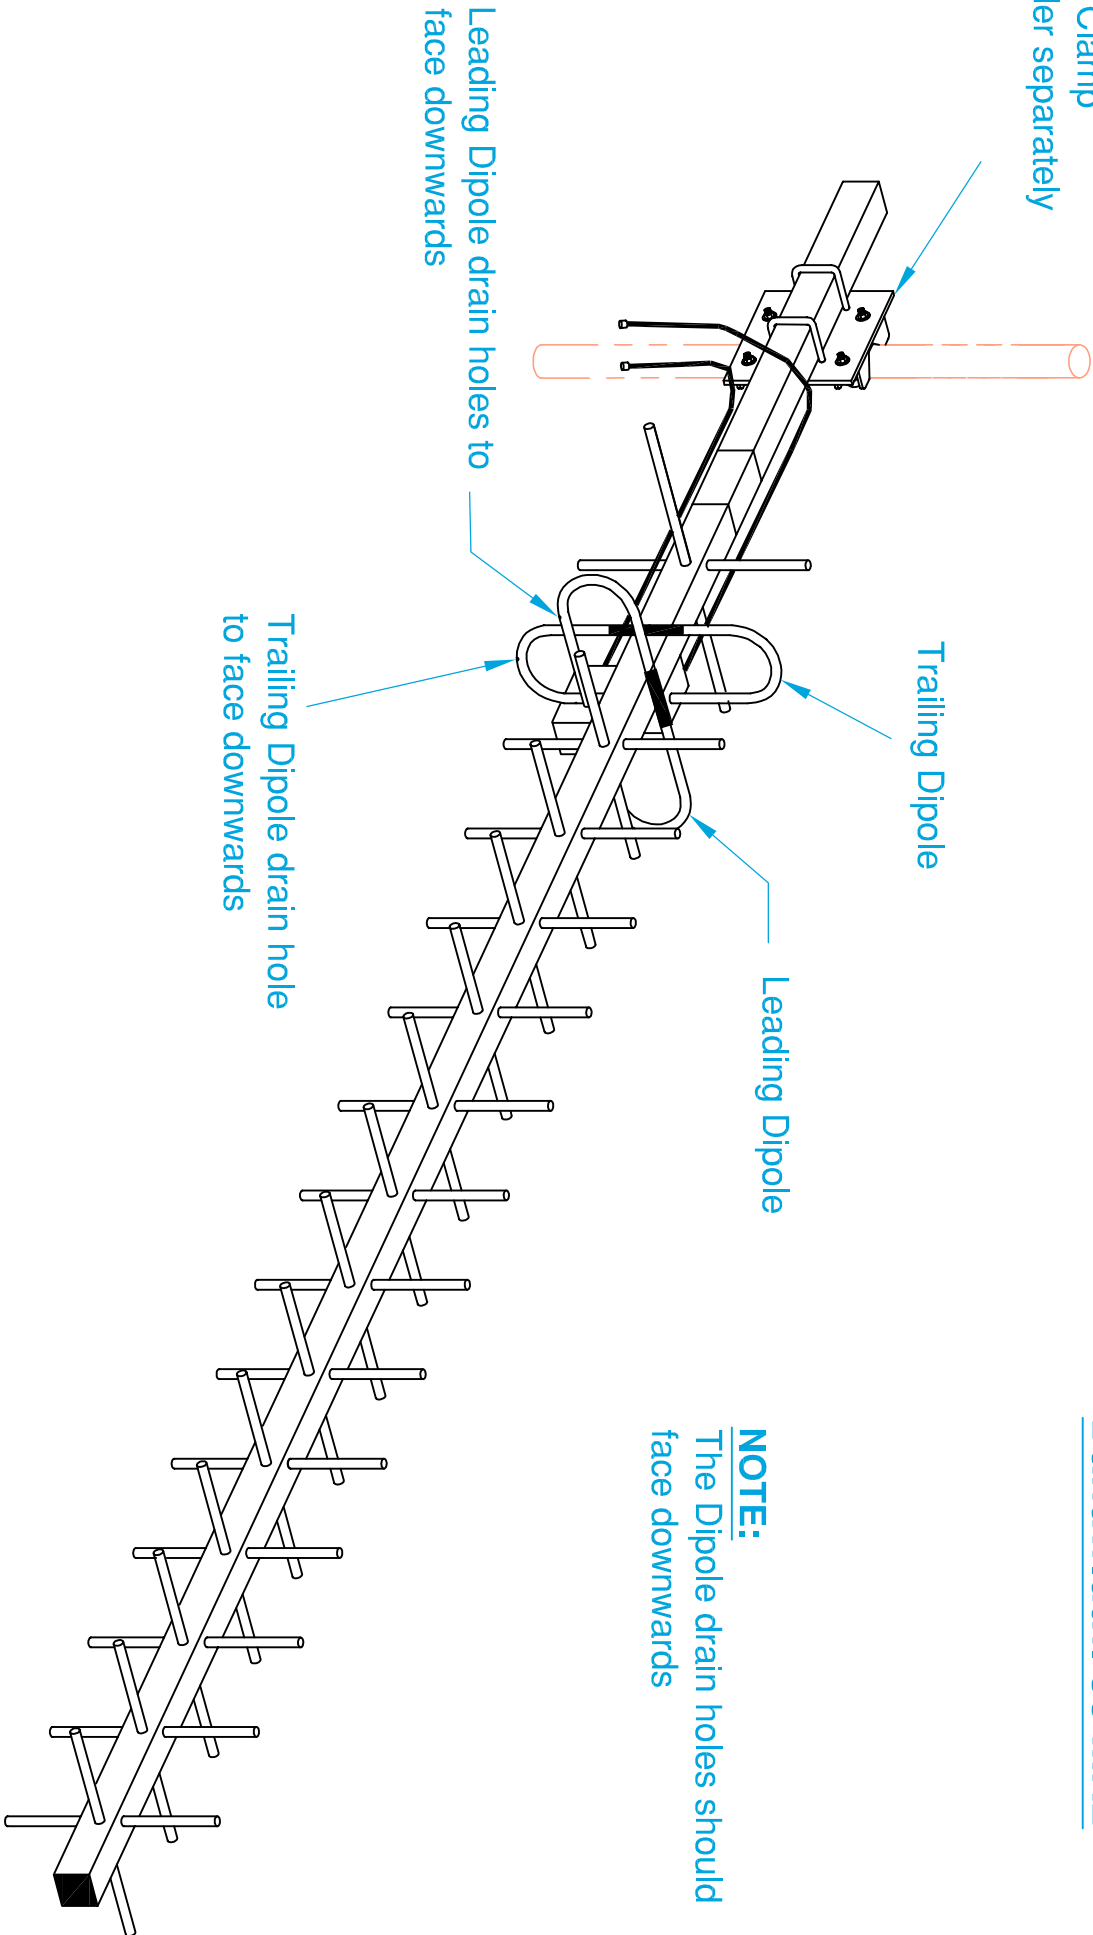 Clamp
separately
Leading Dipole drain holes to
face downwards
Trailing Dipole drain hole
to face downwards
Trailing Dipole
Leading Dipole
NOTE:
The Dipole drain holes should
face downwards